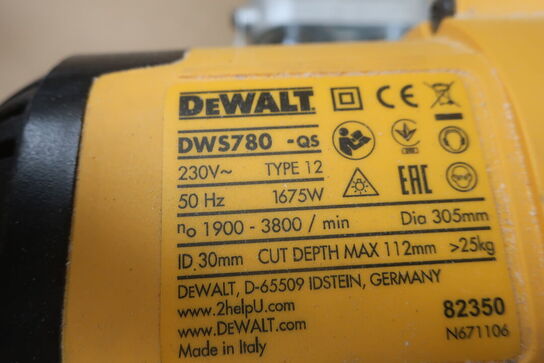 DEWALT CE
DWS780 -QS
230V~ TYPE 12
50 Hz 1675W EAC
n₀ 1900 - 3800 / min Dia 305mm
ID.30mm CUT DEPTH MAX 112mm >25kg
DEWALT, D-65509 IDSTEIN, GERMANY
www.2helpU.com 82350
www.DEWALT.com N671106
Made in Italy